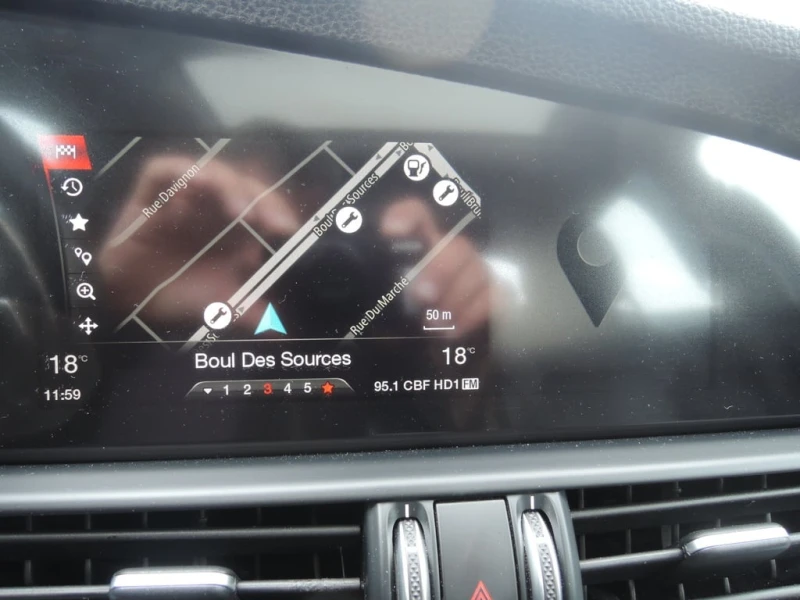 Rue Davignon
Boul Des Sources
Rue Du Marché
50 m
18°C
Boul Des Sources
18°C
11:59
1 2 3 4 5
95.1 CBF HD1 FM